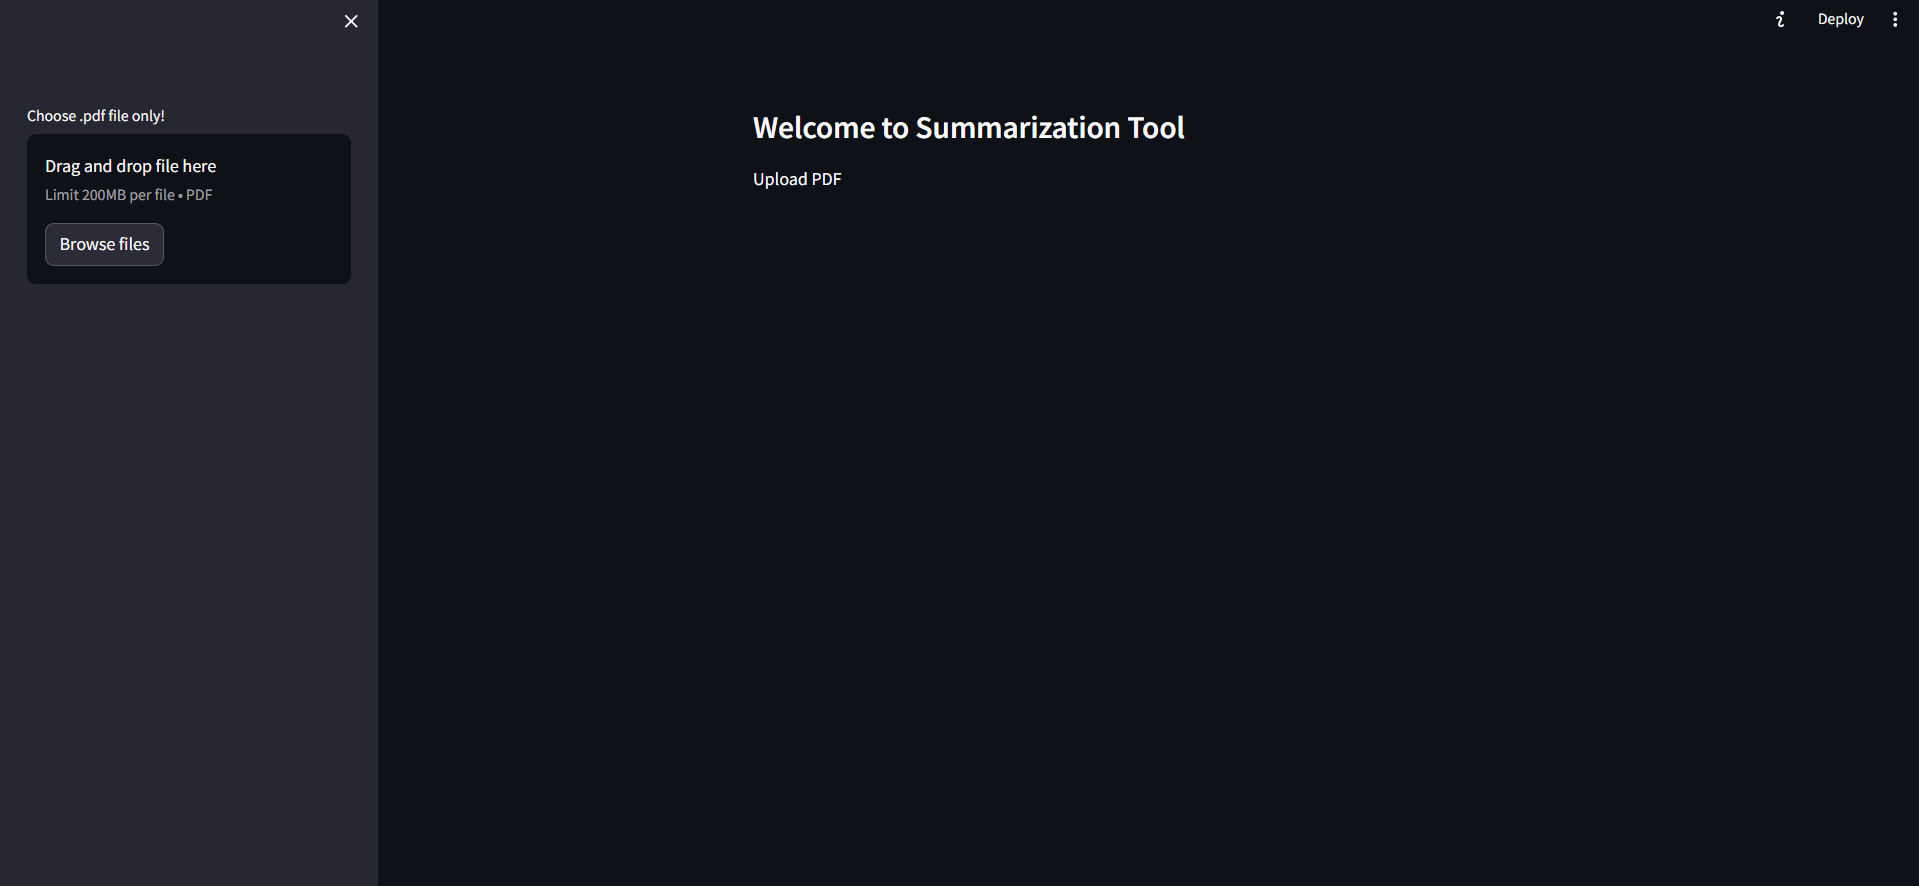 Deploy
Choose .pdf file only!
Drag and drop file here
Limit 200MB per file • PDF
Browse files
Welcome to Summarization Tool
Upload PDF